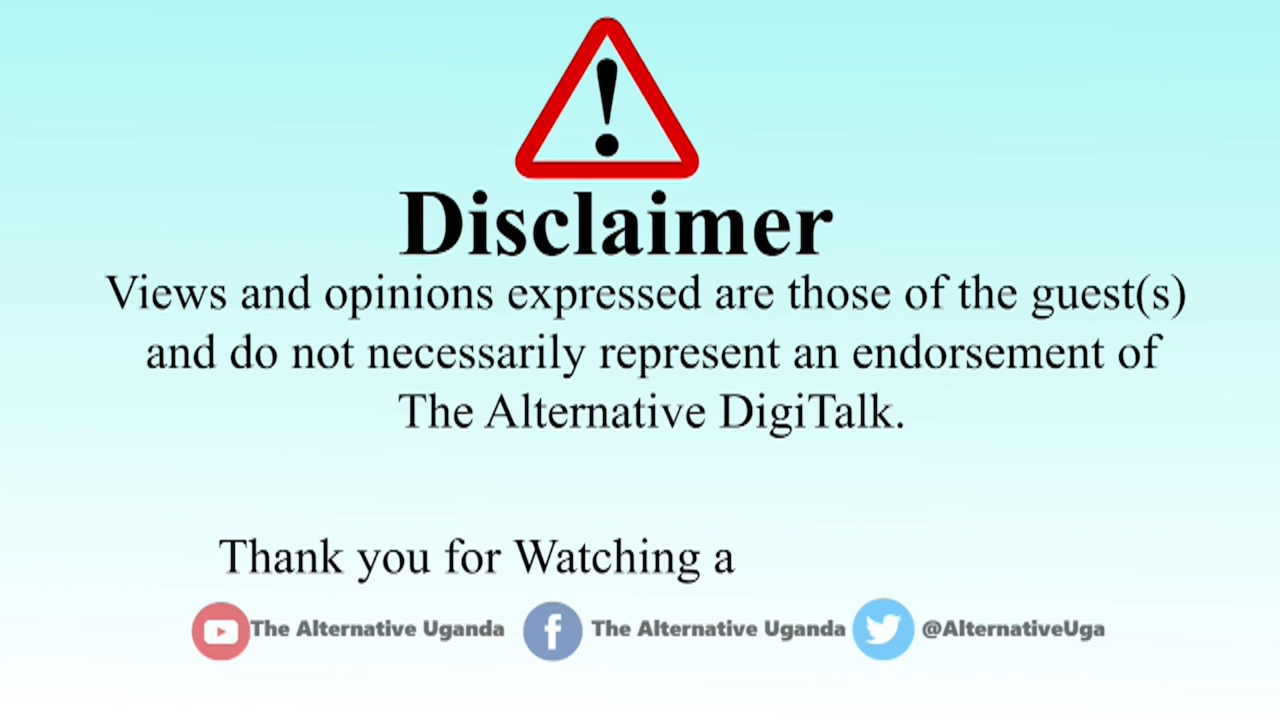 Disclaimer
Views and opinions expressed are those of the guest(s)
and do not necessarily represent an endorsement of
The Alternative DigiTalk.
Thank you for Watching a
The Alternative Uganda The Alternative Uganda @AlternativeUga